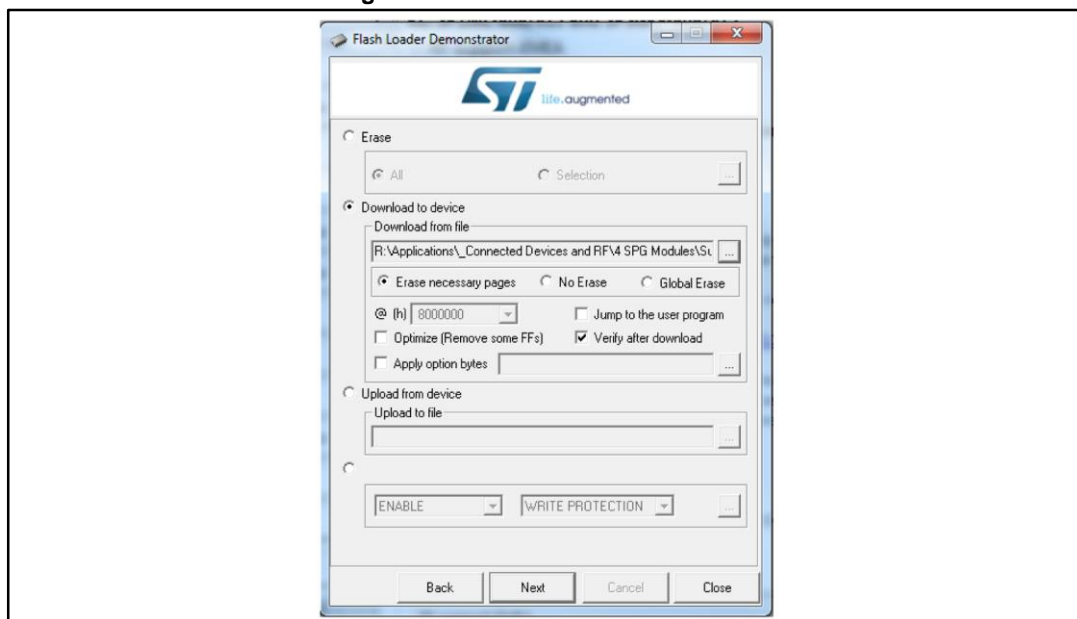 Flash Loader Demonstrator
ST life.augmented
Erase
All Selection ...
Download to device
Download from file
R:\Applications\_Connected Devices and RF\4 SPG Modules\Su ...
Erase necessary pages No Erase Global Erase
@ (h) 8000000 Jump to the user program
Optimize (Remove some FFs) Verify after download
Apply option bytes ...
Upload from device
Upload to file
...
ENABLE WRITE PROTECTION ...
Back Next Cancel Close